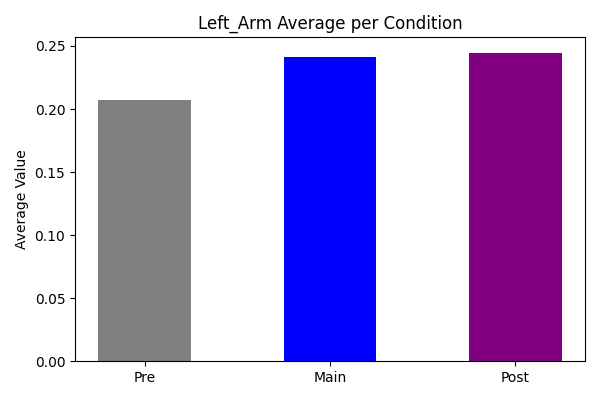 Left_Arm Average per Condition
Average Value
0.25
0.20
0.15
0.10
0.05
0.00
Pre
Main
Post